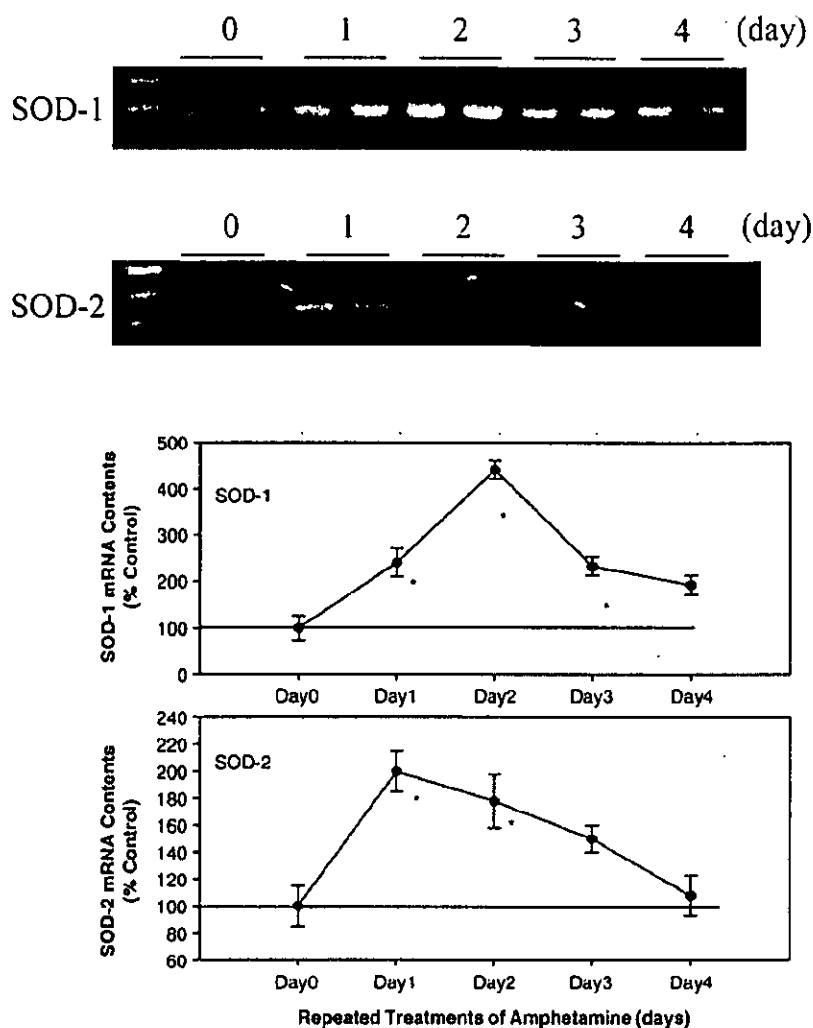 0 1 2 3 4 (day)
SOD-1
0 1 2 3 4 (day)
SOD-2
SOD-1 mRNA Contents
(% Control)
500
400
300
200
100
0
SOD-1
Day0 Day1 Day2 Day3 Day4
SOD-2 mRNA Contents
(% Control)
240
220
200
180
160
140
120
100
80
60
SOD-2
Day0 Day1 Day2 Day3 Day4
Repeated Treatments of Amphetamine (days)